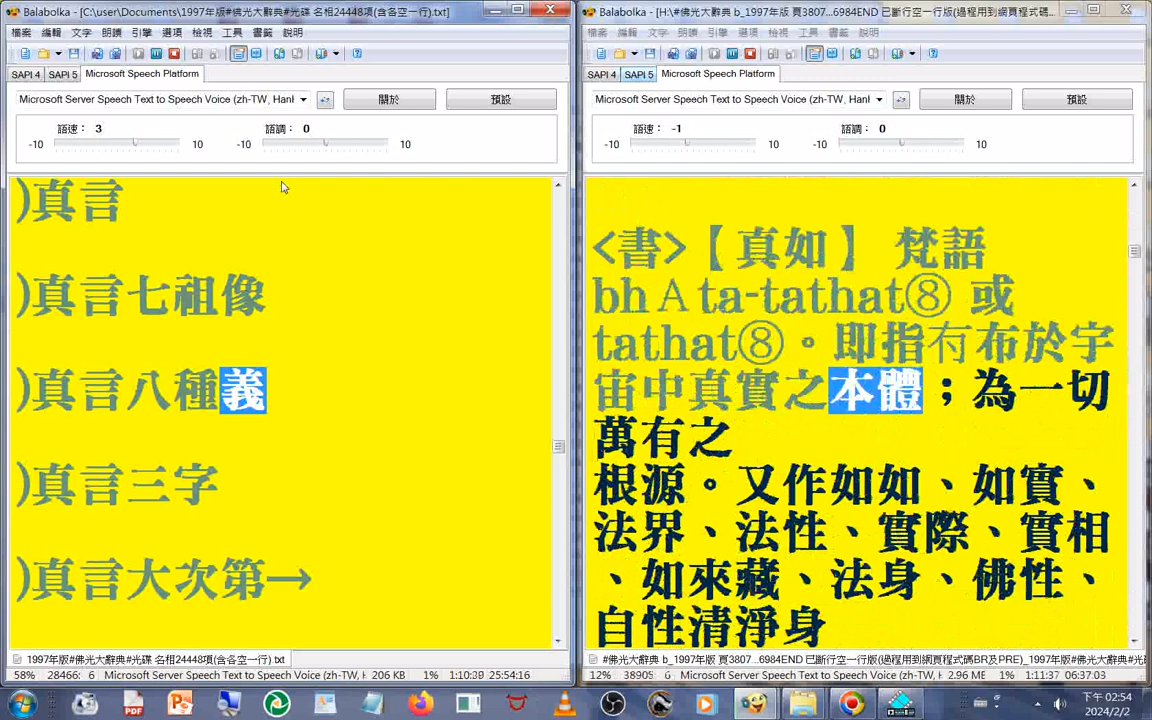 Balabolka - [C:\user\Documents\1997年版#佛光大辭典#光碟 名相24448項(含各空一行).txt]
檔案 編輯 文字 朗讀 引擎 選項 檢視 工具 書籤 說明
SAPI 4 SAPI 5 Microsoft Speech Platform
Microsoft Server Speech Text to Speech Voice (zh-TW, Hanl 關於 預設
語速： 3 語調： 0
-10 10 -10 10
)真言
)真言七祖像
)真言八種義
)真言三字
)真言大次第→
1997年版#佛光大辭典#光碟 名相24448項(含各空一行).txt
58% 28466: 6 Microsoft Server Speech Text to Speech Voice (zh-TW, H 206 KB 1% 1:10:39 25:54:16
Balabolka - [H:\#佛光大辭典 b_1997年版 頁3807...6984END 已斷行空一行版(過程用到網頁程式碼...
檔案 編輯 文字 朗讀 引擎 選項 檢視 工具 書籤 說明
SAPI 4 SAPI 5 Microsoft Speech Platform
Microsoft Server Speech Text to Speech Voice (zh-TW, Hanl 關於 預設
語速： -1 語調： 0
-10 10 -10 10
<書>【真如】 梵語
bhＡta-tathat⑧ 或
tathat⑧。即指冇布於宇
宙中真實之本體；為一切
萬有之
根源。又作如如、如實、
法界、法性、實際、實相
、如來藏、法身、佛性、
自性清淨身
#佛光大辭典 b_1997年版 頁3807...6984END 已斷行空一行版(過程用到網頁程式碼BR及PRE)_1997年版#光
12% 38905 Microsoft Server Speech Text to Speech Voice (zh-TW, H 2.96 ME 1% 1:11:37 06:37:03
下午 02:54
2024/2/2